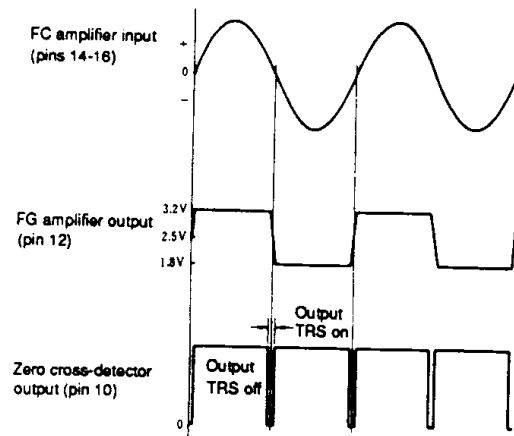 FC amplifier input
(pins 14-16)
+
0
−
3.2V
FG amplifier output
(pin 12)
2.5V
1.8V
Output
TRS on
Zero cross-detector
output (pin 10)
Output
TRS off
0